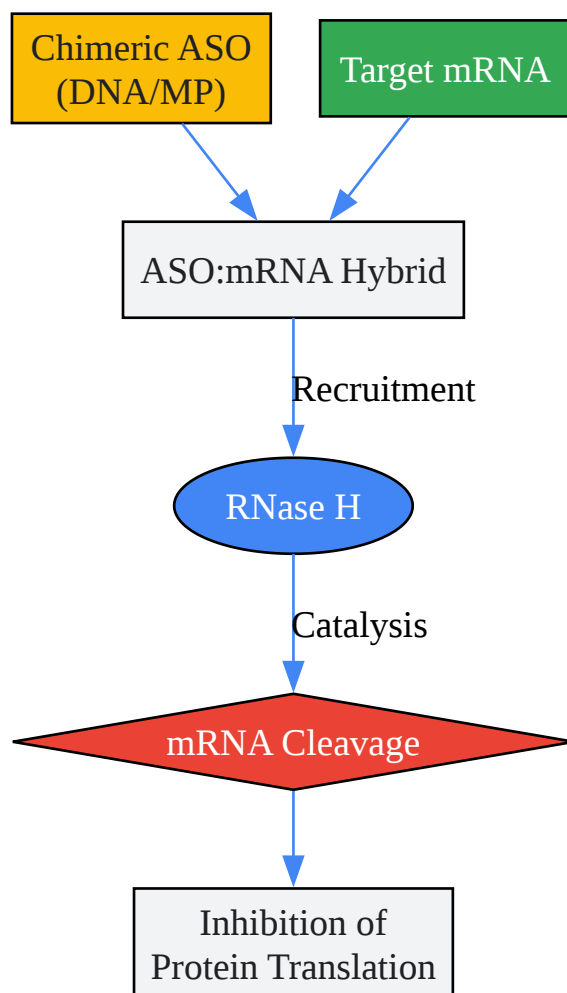 Chimeric ASO
(DNA/MP)
Target mRNA
ASO:mRNA Hybrid
Recruitment
RNase H
Catalysis
mRNA Cleavage
Inhibition of
Protein Translation